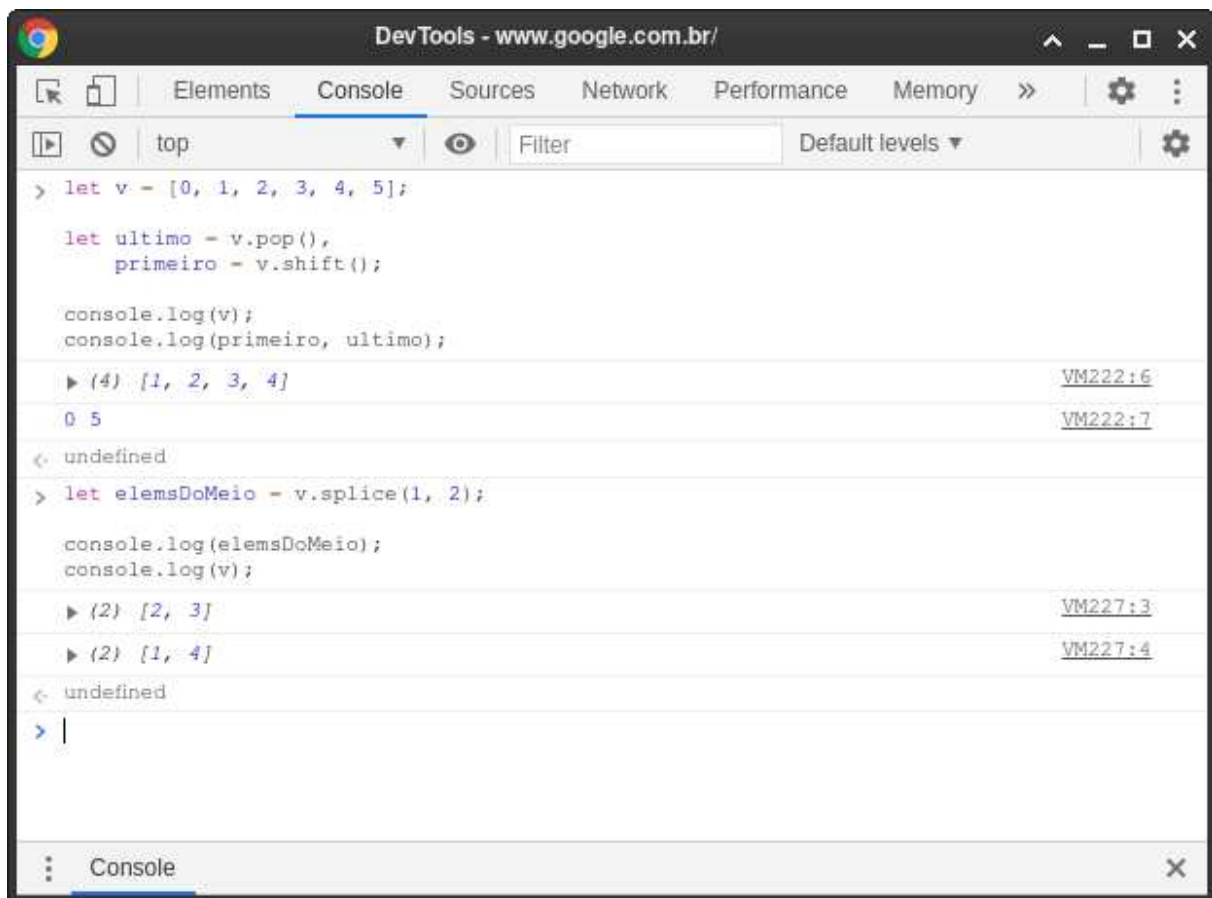 DevTools - www.google.com.br/
Elements Console Sources Network Performance Memory »
top Filter Default levels
> let v = [0, 1, 2, 3, 4, 5];
let ultimo = v.pop(),
primeiro = v.shift();
console.log(v);
console.log(primeiro, ultimo);
(4) [1, 2, 3, 4] VM222:6
0 5 VM222:7
undefined
> let elemsDoMeio = v.splice(1, 2);
console.log(elemsDoMeio);
console.log(v);
(2) [2, 3] VM227:3
(2) [1, 4] VM227:4
undefined
>
Console